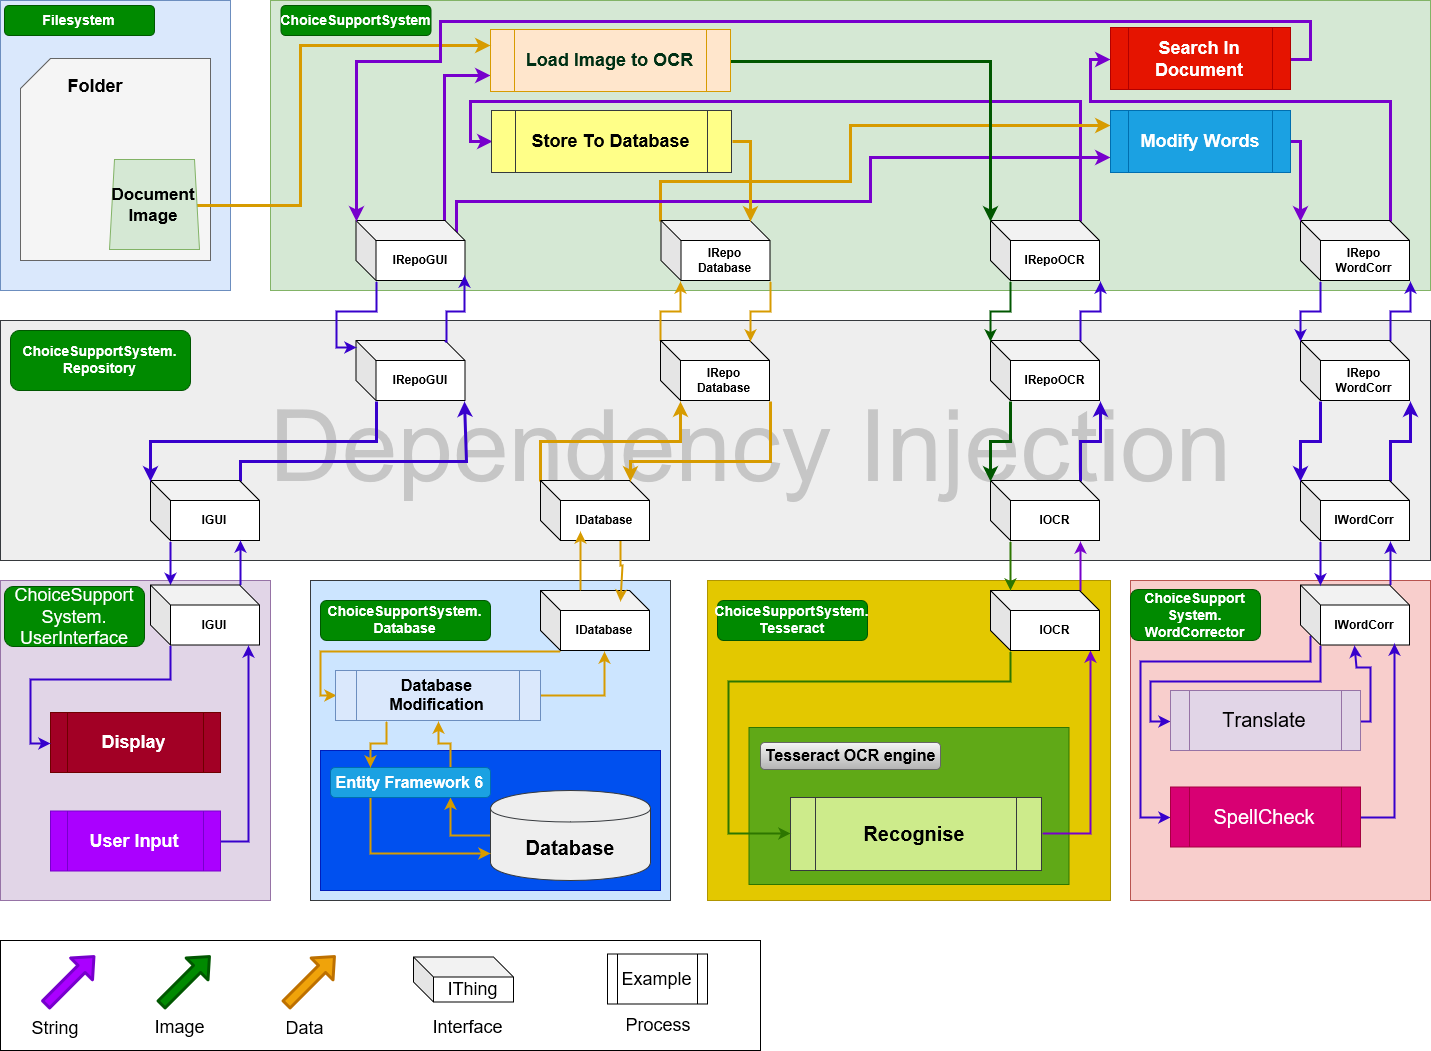 Filesystem
Folder
Document
Image
ChoiceSupportSystem
Load Image to OCR
Search In
Document
Store To Database
Modify Words
IRepoGUI
IRepo
Database
IRepoOCR
IRepo
WordCorr
ChoiceSupportSystem.
Repository
IRepoGUI
IRepo
Database
IRepoOCR
IRepo
WordCorr
Dependency Injection
IGUI
IDatabase
IOCR
IWordCorr
ChoiceSupport
System.
UserInterface
IGUI
Display
User Input
ChoiceSupportSystem.
Database
IDatabase
Database
Modification
Entity Framework 6
Database
ChoiceSupportSystem.
Tesseract
IOCR
Tesseract OCR engine
Recognise
ChoiceSupport
System.
WordCorrector
IWordCorr
Translate
SpellCheck
String
Image
Data
IThing
Interface
Example
Process